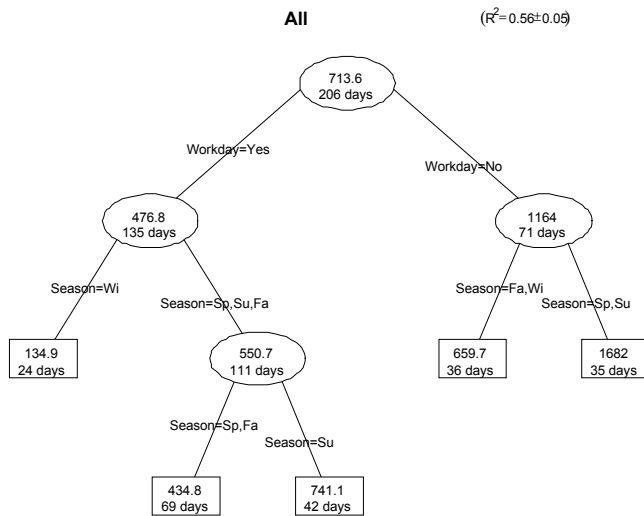 All
(R²=0.56±0.05)
713.6
206 days
Workday=Yes
Workday=No
476.8
135 days
1164
71 days
Season=Wi
Season=Sp,Su,Fa
Season=Fa,Wi
Season=Sp,Su
134.9
24 days
550.7
111 days
659.7
36 days
1682
35 days
Season=Sp,Fa
Season=Su
434.8
69 days
741.1
42 days